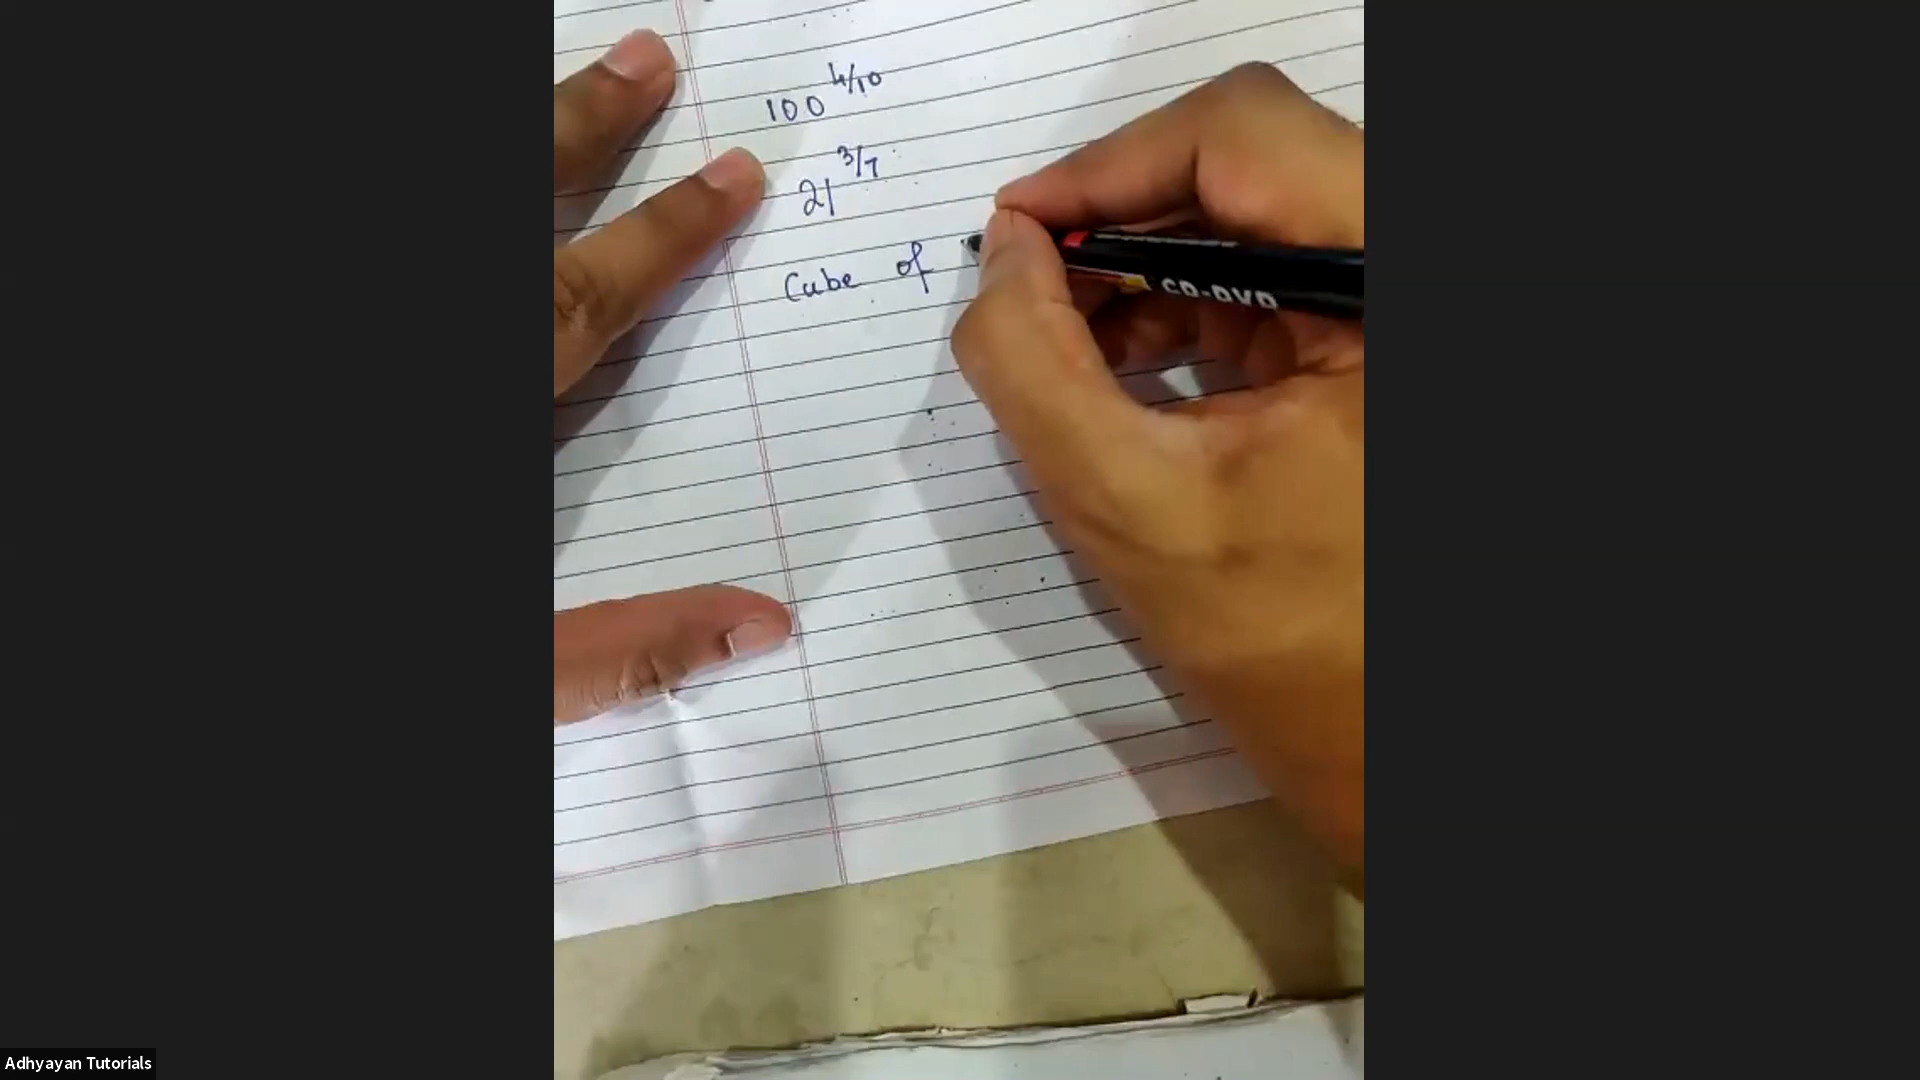 100^4/10
21^3/7
Cube of
CD-DVD
Adhyayan Tutorials